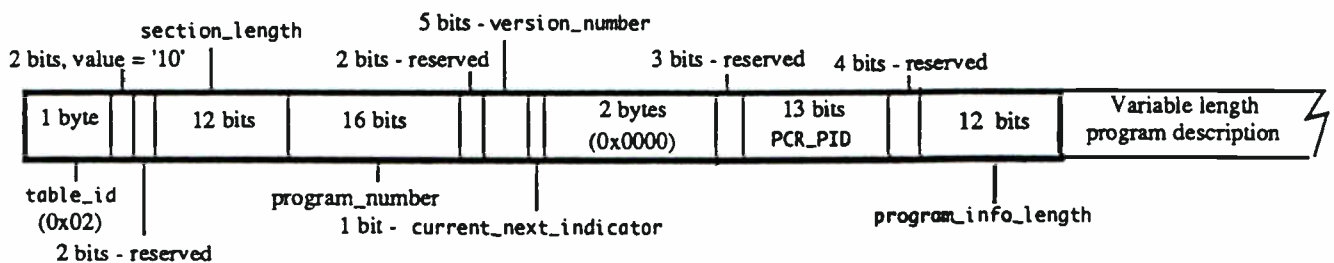 5 bits - version_number
section_length
2 bits, value = '10'
2 bits - reserved
3 bits - reserved
4 bits - reserved
1 byte
12 bits
16 bits
2 bytes
(0x0000)
13 bits
PCR_PID
12 bits
Variable length
program description
table_id
(0x02)
program_number
program_info_length
1 bit - current_next_indicator
2 bits - reserved